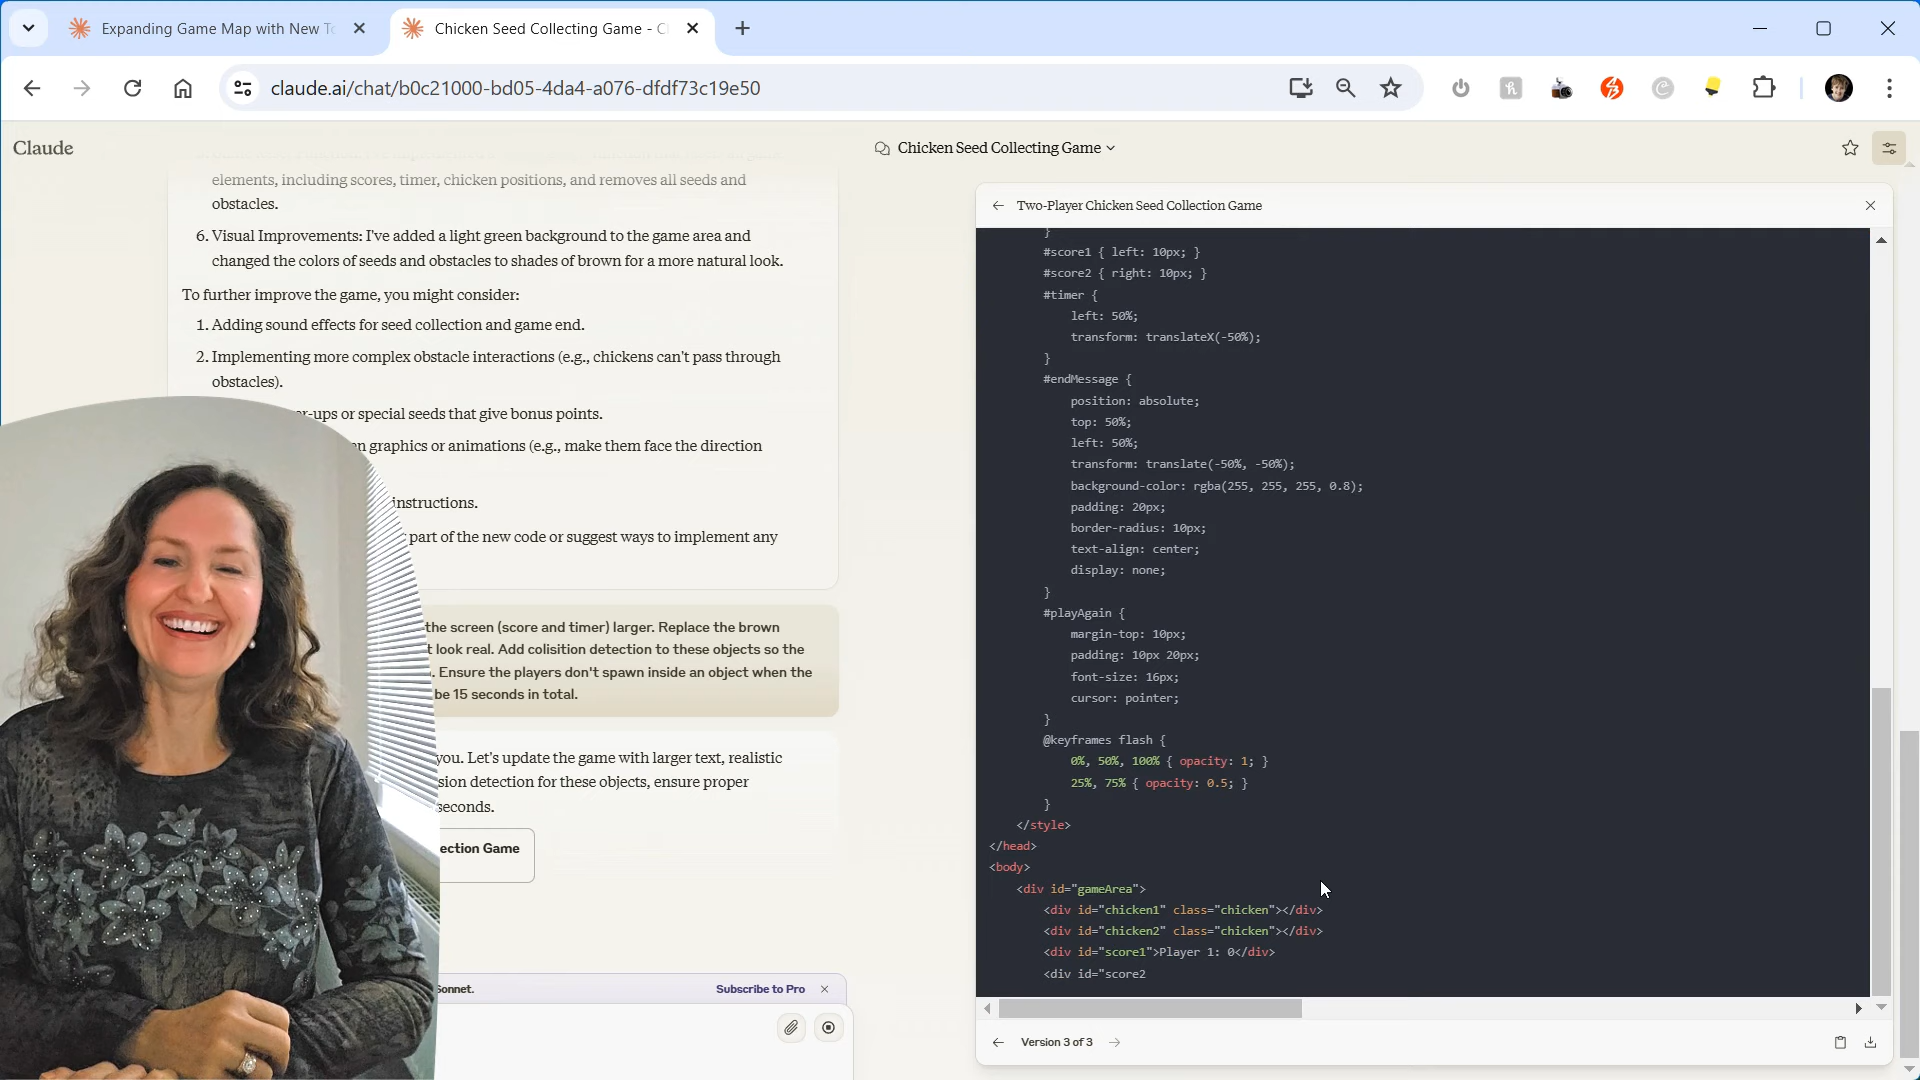 Expanding Game Map with New
Chicken Seed Collecting Game -
claude.ai/chat/b0c21000-bd05-4da4-a076-dfdf73c19e50
Claude
Chicken Seed Collecting Game
elements, including scores, timer, chicken positions, and removes all seeds and
obstacles.
6. Visual Improvements: I've added a light green background to the game area and
changed the colors of seeds and obstacles to shades of brown for a more natural look.
To further improve the game, you might consider:
1. Adding sound effects for seed collection and game end.
2. Implementing more complex obstacle interactions (e.g., chickens can't pass through
obstacles).
er-ups or special seeds that give bonus points.
en graphics or animations (e.g., make them face the direction
instructions.
part of the new code or suggest ways to implement any
the screen (score and timer) larger. Replace the brown
t look real. Add colisition detection to these objects so the
. Ensure the players don't spawn inside an object when the
be 15 seconds in total.
you. Let's update the game with larger text, realistic
sion detection for these objects, ensure proper
seconds.
ection Game
Sonnet.
Subscribe to Pro
Two-Player Chicken Seed Collection Game
}
#score1 { left: 10px; }
#score2 { right: 10px; }
#timer {
left: 50%;
transform: translateX(-50%);
}
#endMessage {
position: absolute;
top: 50%;
left: 50%;
transform: translate(-50%, -50%);
background-color: rgba(255, 255, 255, 0.8);
padding: 20px;
border-radius: 10px;
text-align: center;
display: none;
}
#playAgain {
margin-top: 10px;
padding: 10px 20px;
font-size: 16px;
cursor: pointer;
}
@keyframes flash {
0%, 50%, 100% { opacity: 1; }
25%, 75% { opacity: 0.5; }
}
</style>
</head>
<body>
<div id="gameArea">
<div id="chicken1" class="chicken"></div>
<div id="chicken2" class="chicken"></div>
<div id="score1">Player 1: 0</div>
<div id="score2
Version 3 of 3